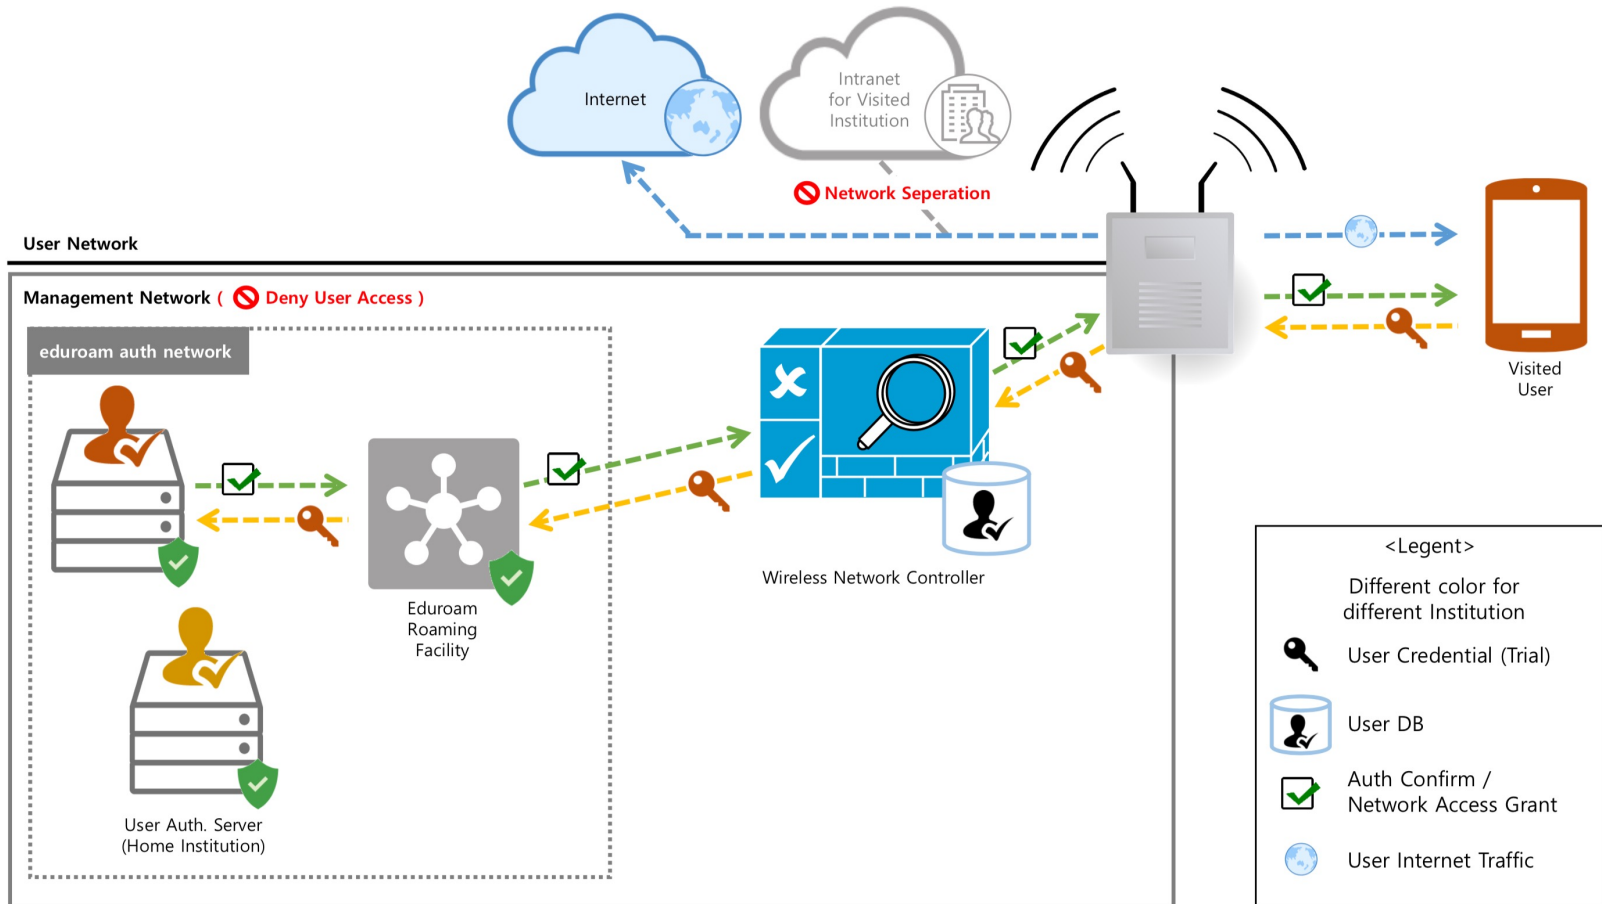 Internet
Intranet
for Visited
Institution
Network Seperation
User Network
Management Network ( Deny User Access )
eduroam auth network
Visited
User
Wireless Network Controller
Eduroam
Roaming
Facility
User Auth. Server
(Home Institution)
<Legent>
Different color for
different Institution
User Credential (Trial)
User DB
Auth Confirm /
Network Access Grant
User Internet Traffic